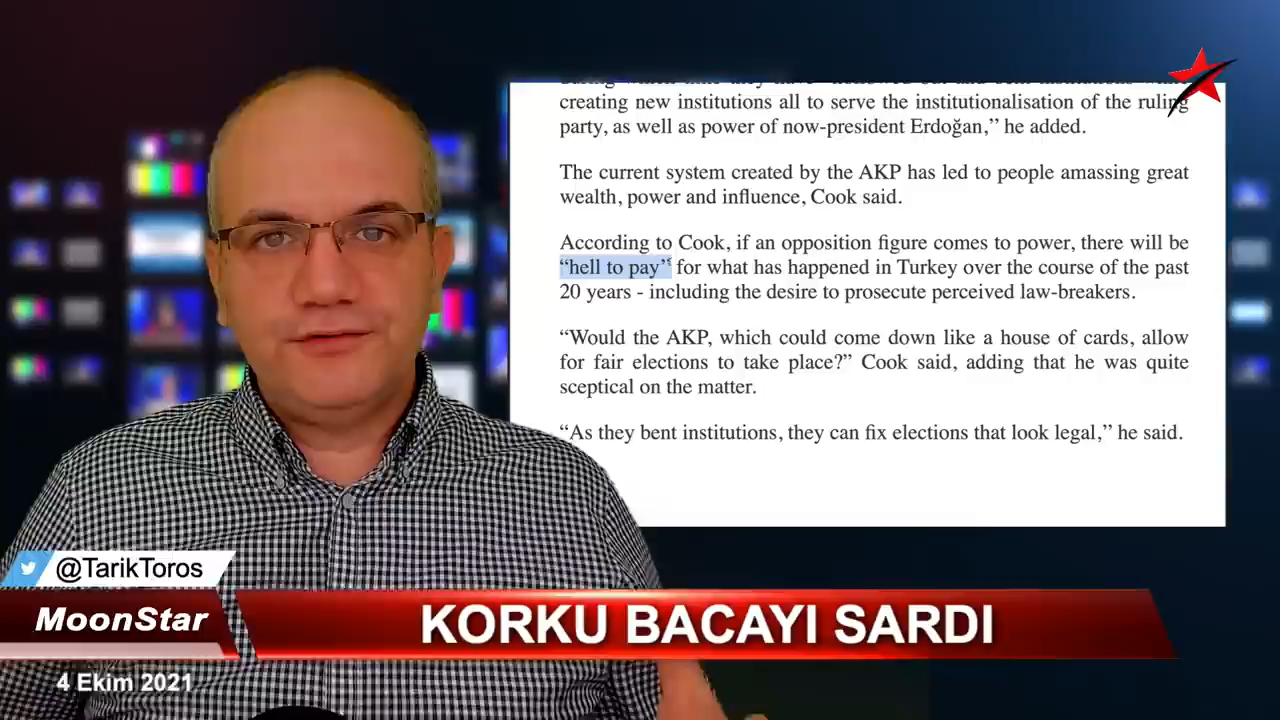 creating new institutions all to serve the institutionalisation of the ruling
party, as well as power of now-president Erdoğan,” he added.
The current system created by the AKP has led to people amassing great
wealth, power and influence, Cook said.
According to Cook, if an opposition figure comes to power, there will be
“hell to pay” for what has happened in Turkey over the course of the past
20 years - including the desire to prosecute perceived law-breakers.
“Would the AKP, which could come down like a house of cards, allow
for fair elections to take place?” Cook said, adding that he was quite
sceptical on the matter.
“As they bent institutions, they can fix elections that look legal,” he said.
@TarikToros
MoonStar
KORKU BACAYI SARDI
4 Ekim 2021